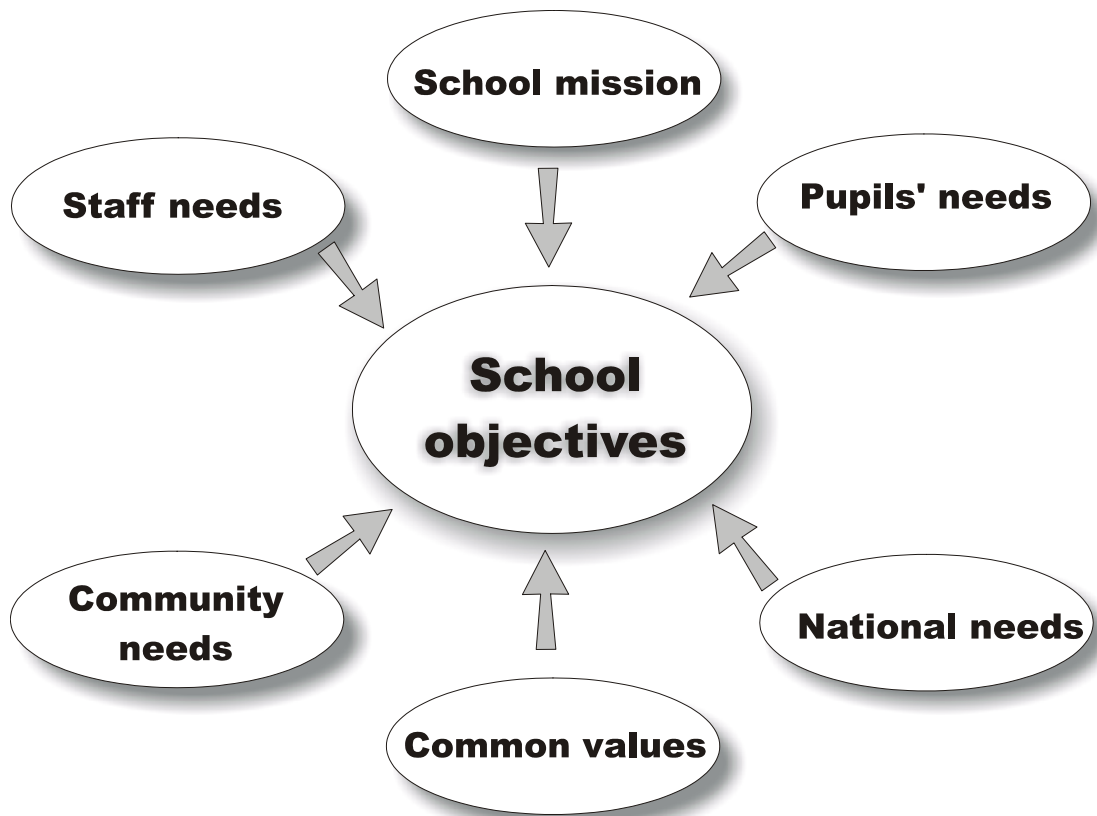 School mission
Staff needs
Pupils' needs
School
objectives
Community
needs
National needs
Common values